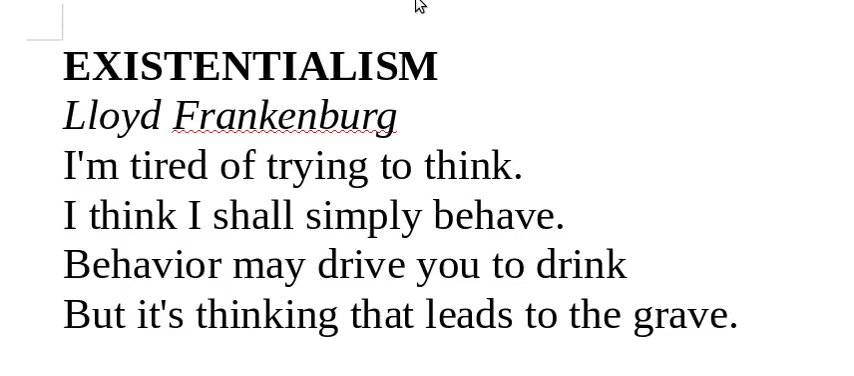 EXISTENTIALISM
Lloyd Frankenburg
I'm tired of trying to think.
I think I shall simply behave.
Behavior may drive you to drink
But it's thinking that leads to the grave.